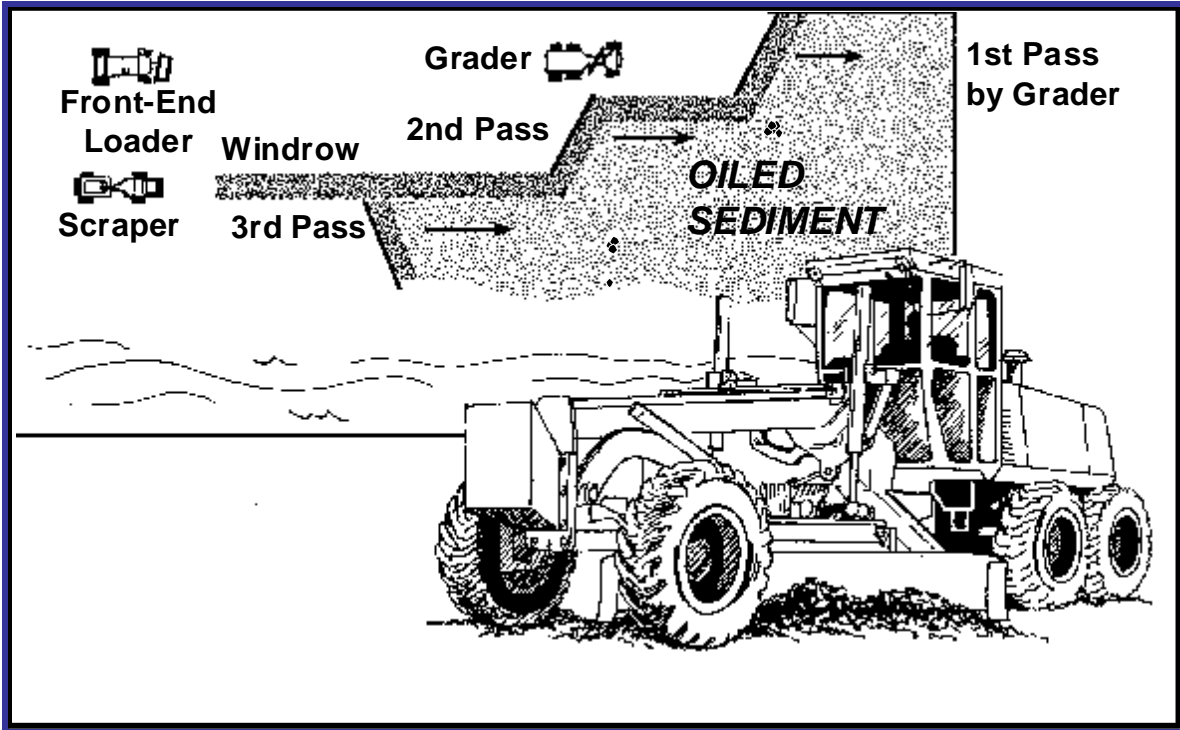 Grader
1st Pass
by Grader
Front-End
Loader
2nd Pass
Windrow
OILED
SEDIMENT
Scraper
3rd Pass